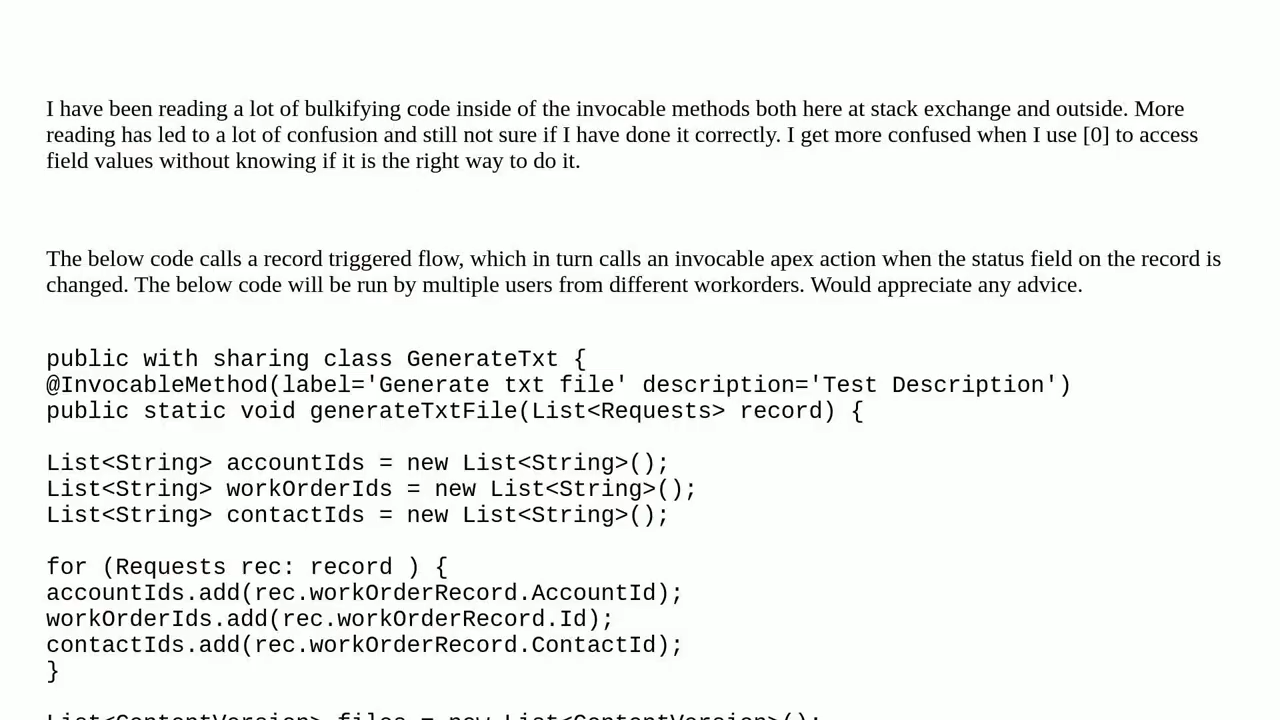 I have been reading a lot of bulkifying code inside of the invocable methods both here at stack exchange and outside. More
reading has led to a lot of confusion and still not sure if I have done it correctly. I get more confused when I use [0] to access
field values without knowing if it is the right way to do it.
The below code calls a record triggered flow, which in turn calls an invocable apex action when the status field on the record is
changed. The below code will be run by multiple users from different workorders. Would appreciate any advice.
public with sharing class GenerateTxt {
@InvocableMethod(label='Generate txt file' description='Test Description')
public static void generateTxtFile(List<Requests> record) {
List<String> accountIds = new List<String>();
List<String> workOrderIds = new List<String>();
List<String> contactIds = new List<String>();
for (Requests rec: record ) {
accountIds.add(rec.workOrderRecord.AccountId);
workOrderIds.add(rec.workOrderRecord.Id);
contactIds.add(rec.workOrderRecord.ContactId);
}
List<ContentVersion> files = new List<ContentVersion>();